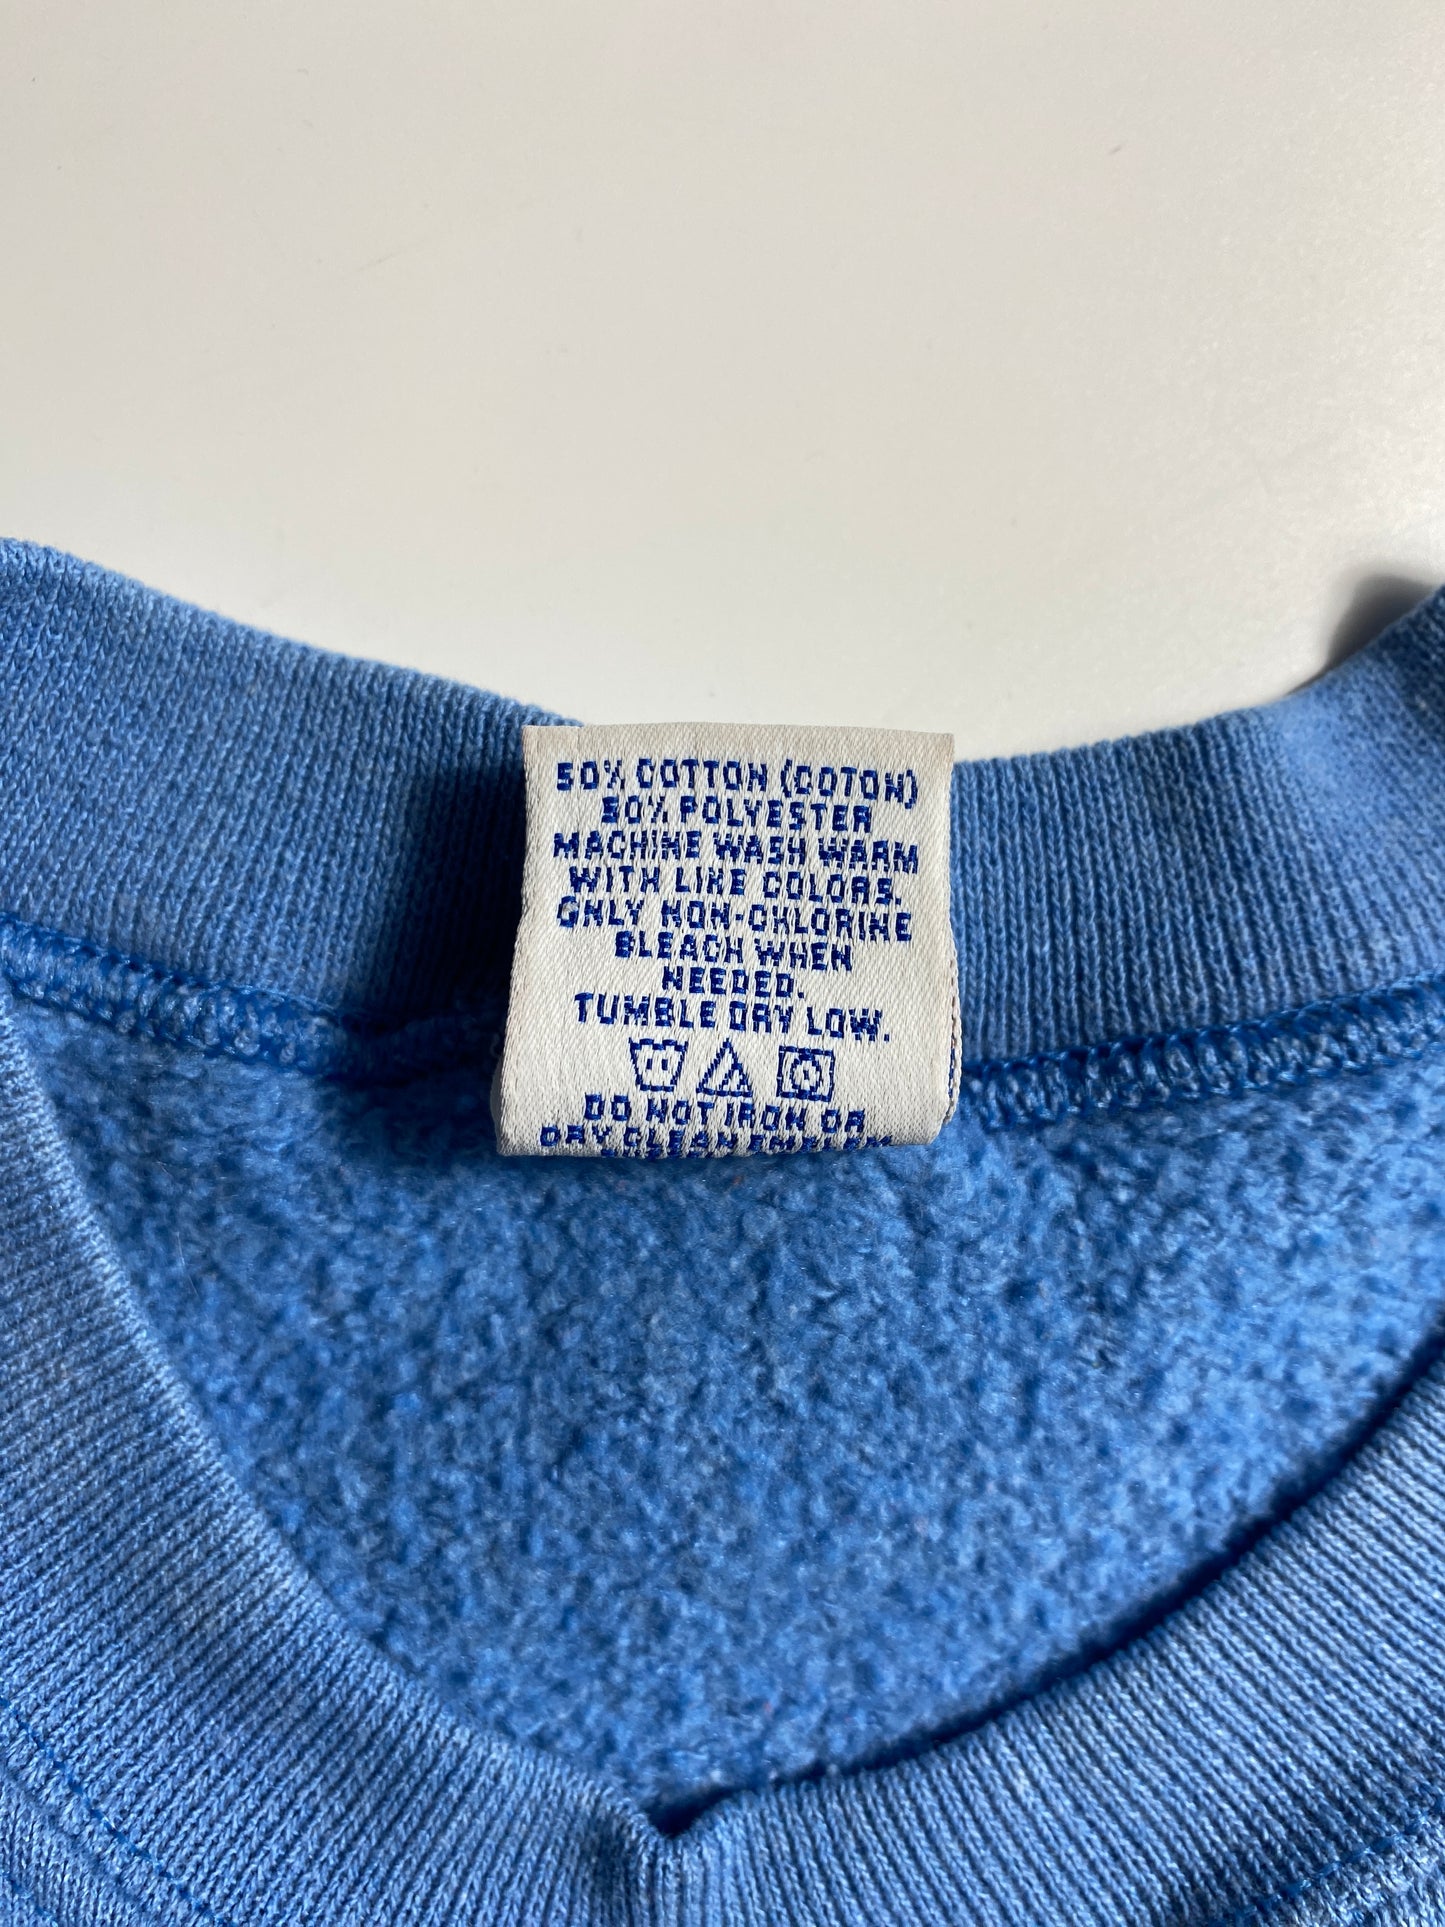 50% COTTON (COTON)
50% POLYESTER
MACHINE WASH WARM
WITH LIKE COLORS.
ONLY NON-CHLORINE
BLEACH WHEN
NEEDED.
TUMBLE DRY LOW.
DO NOT IRON OR
DRY CLEAN EMBLEM